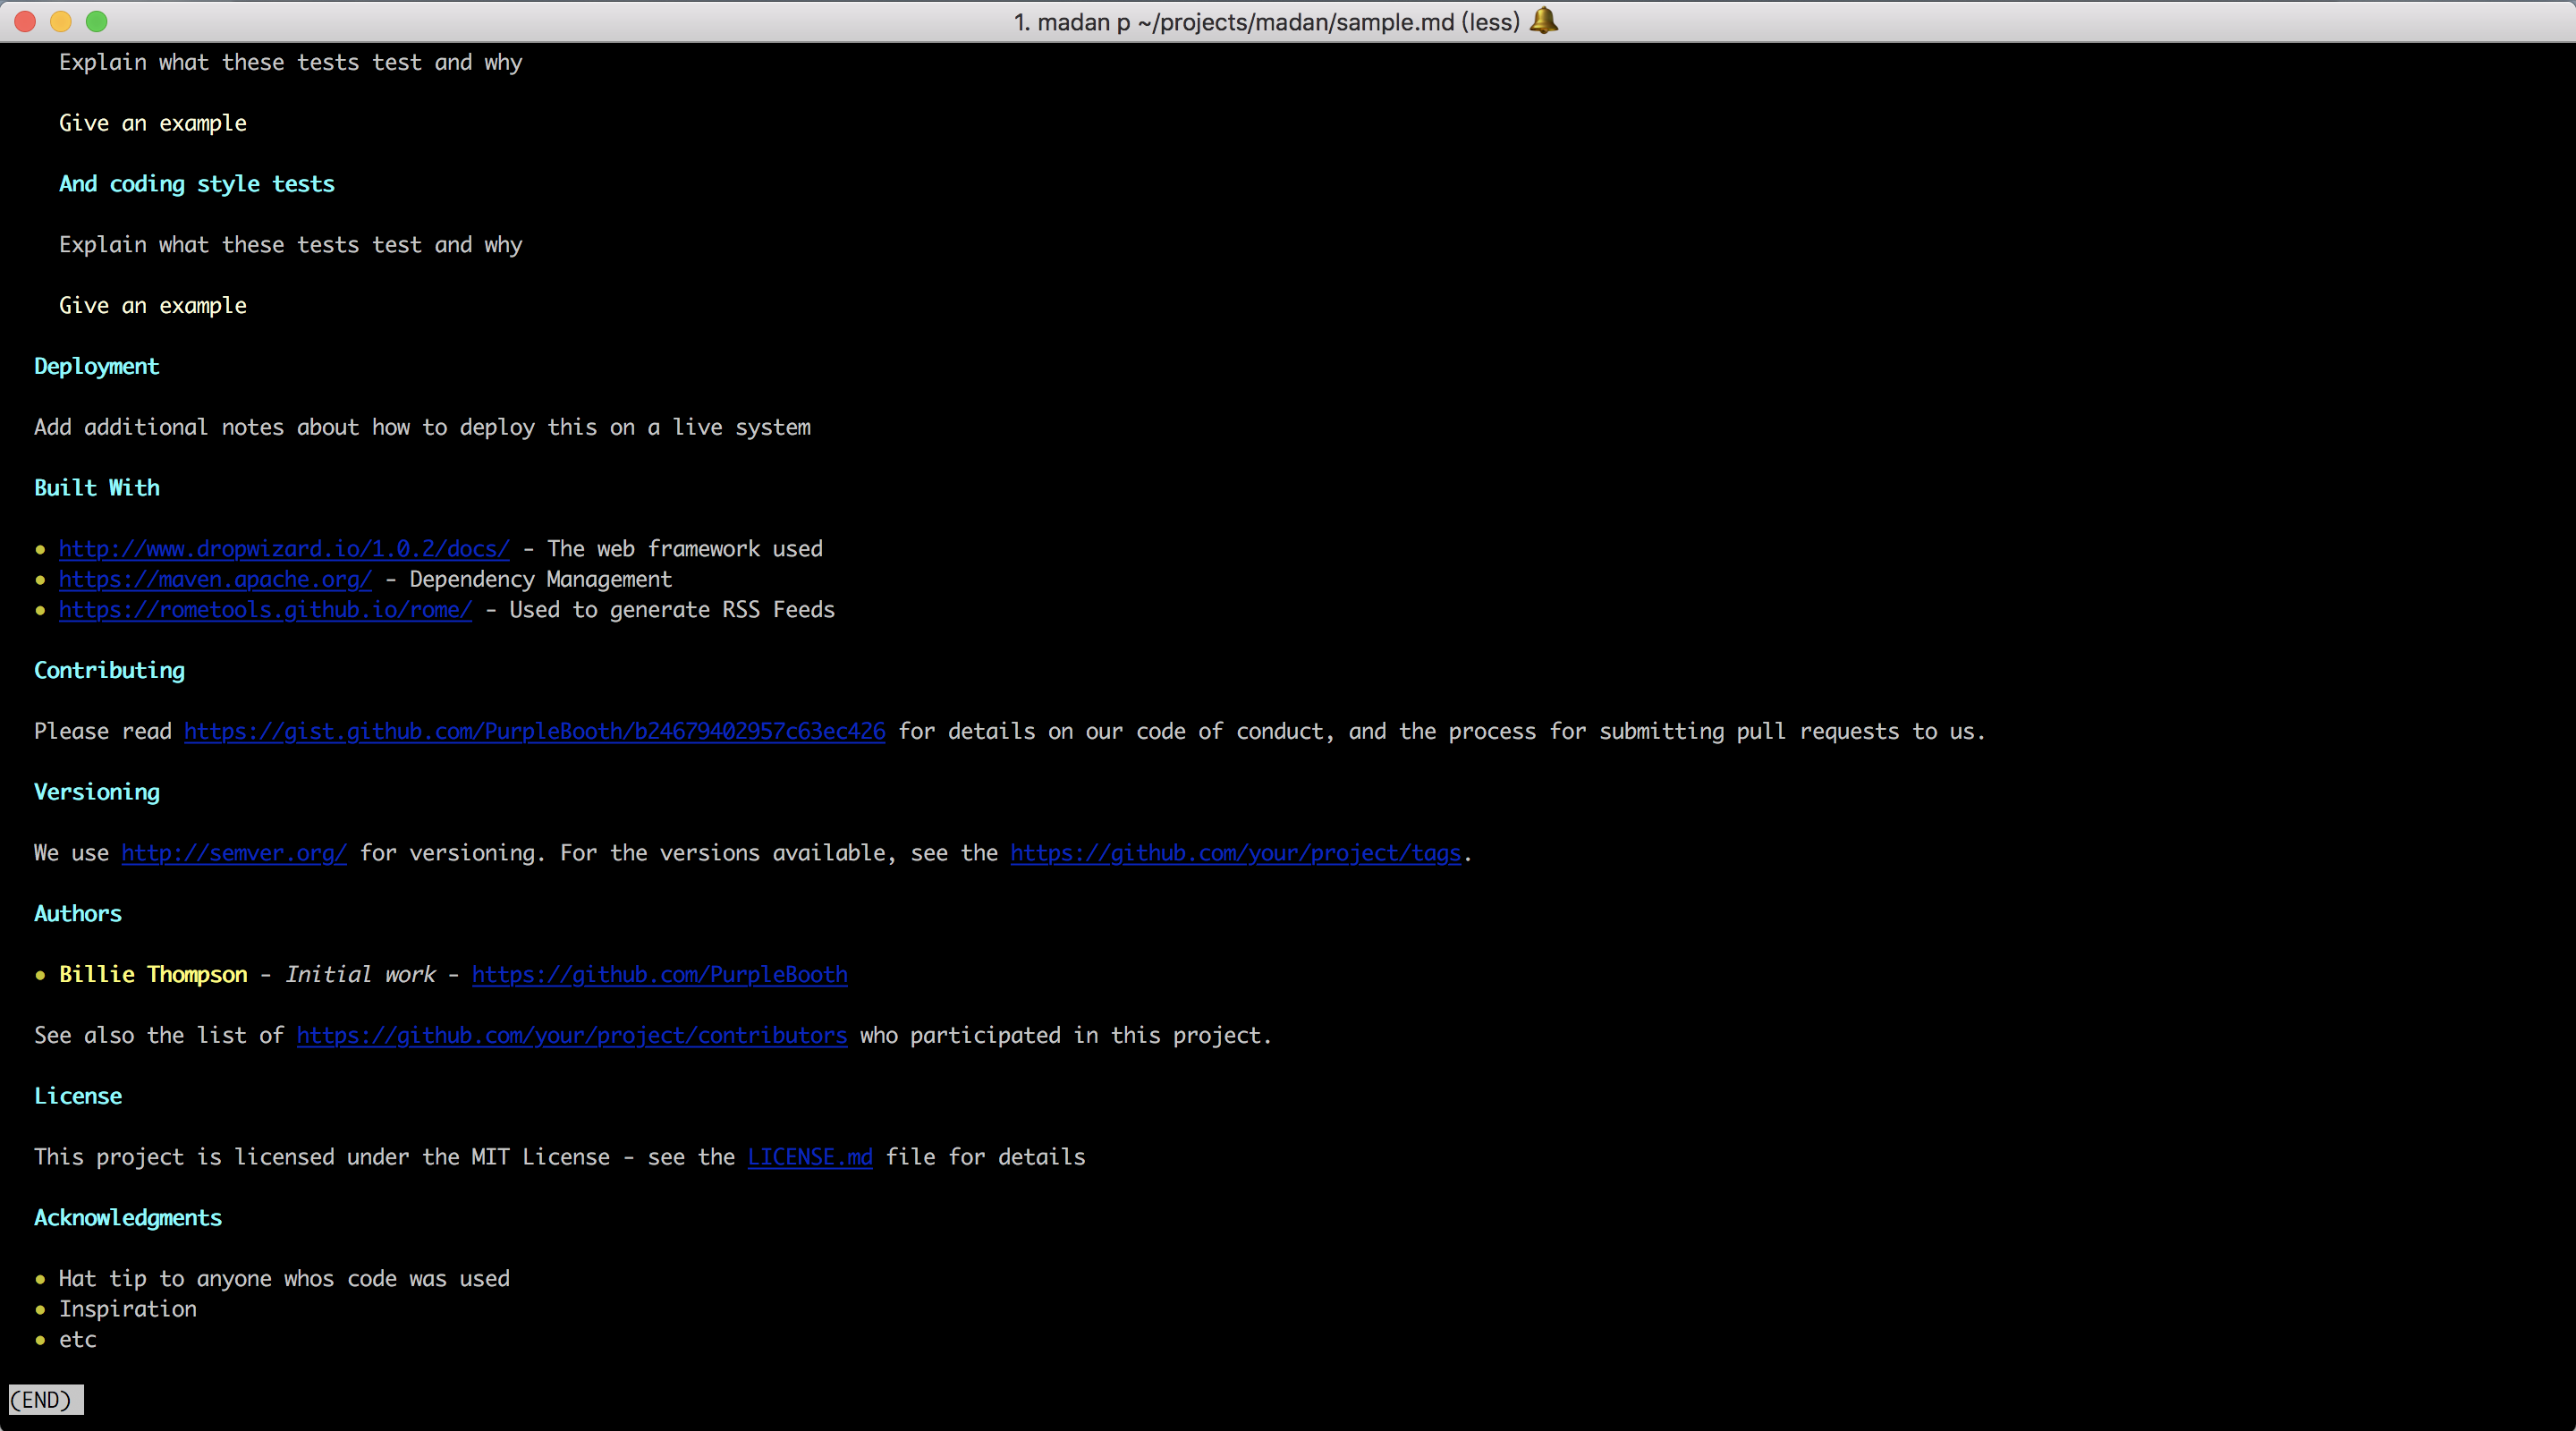 1. madan p ~/projects/madan/sample.md (less) 🔔
Explain what these tests test and why
Give an example
And coding style tests
Explain what these tests test and why
Give an example
Deployment
Add additional notes about how to deploy this on a live system
Built With
• http://www.dropwizard.io/1.0.2/docs/ - The web framework used
• https://maven.apache.org/ - Dependency Management
• https://rometools.github.io/rome/ - Used to generate RSS Feeds
Contributing
Please read https://gist.github.com/PurpleBooth/b24679402957c63ec426 for details on our code of conduct, and the process for submitting pull requests to us.
Versioning
We use http://semver.org/ for versioning. For the versions available, see the https://github.com/your/project/tags.
Authors
• Billie Thompson - Initial work - https://github.com/PurpleBooth
See also the list of https://github.com/your/project/contributors who participated in this project.
License
This project is licensed under the MIT License - see the LICENSE.md file for details
Acknowledgments
• Hat tip to anyone whos code was used
• Inspiration
• etc
(END)